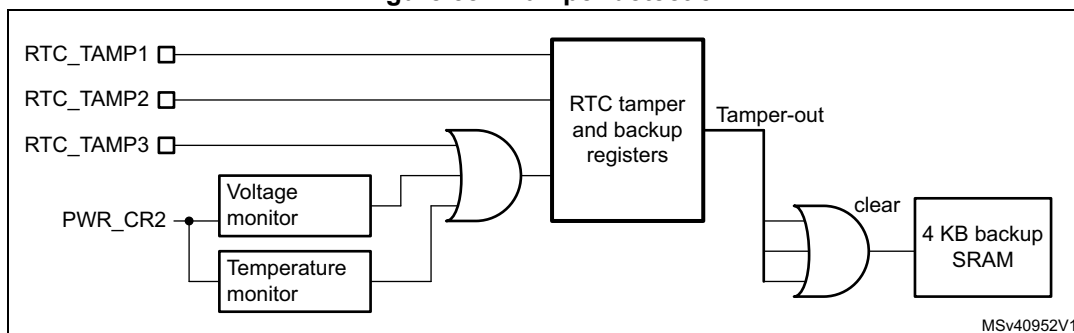 RTC_TAMP1
RTC_TAMP2
RTC_TAMP3
PWR_CR2
Voltage
monitor
Temperature
monitor
RTC tamper
and backup
registers
Tamper-out
clear
4 KB backup
SRAM
MSv40952V1